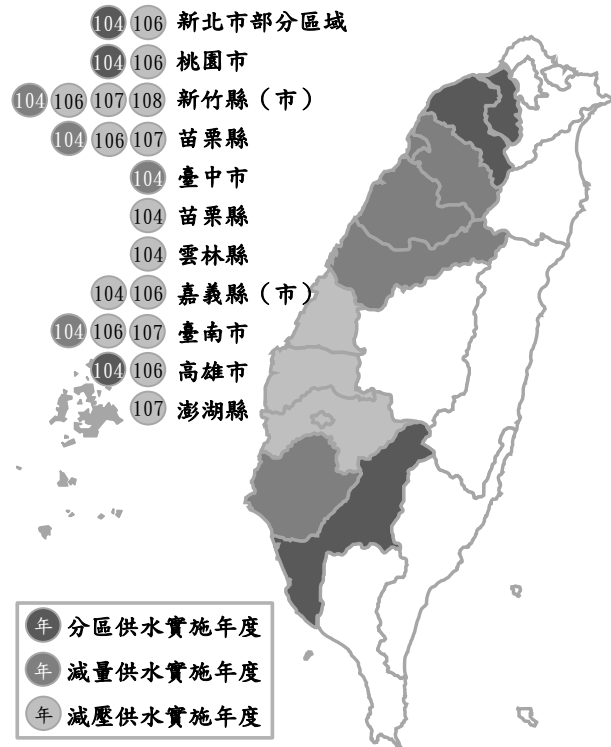 104 106 新北市部分區域
104 106 桃園市
104 106 107 108 新竹縣（市）
104 106 107 苗栗縣
104 臺中市
104 苗栗縣
104 雲林縣
104 106 嘉義縣（市）
104 106 107 臺南市
104 106 高雄市
107 澎湖縣
年 分區供水實施年度
年 減量供水實施年度
年 減壓供水實施年度